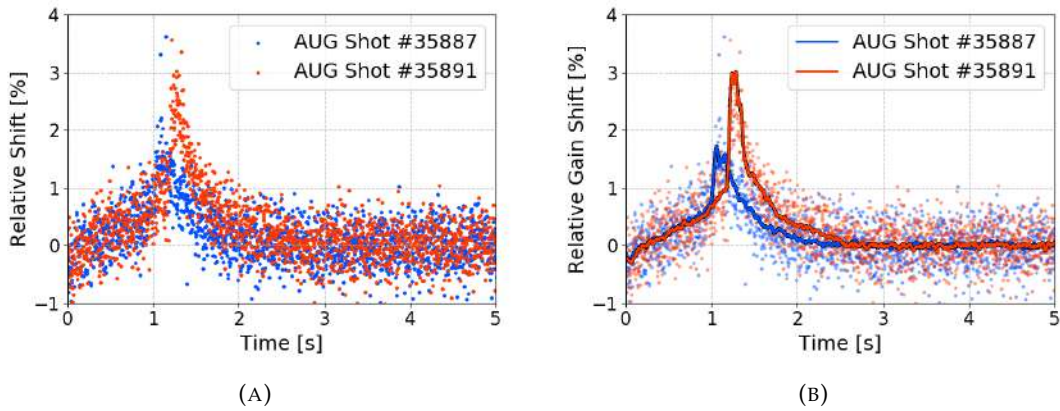 4
3
2
1
0
−1
0 1 2 3 4 5
Relative Shift [%]
Time [s]
AUG Shot #35887
AUG Shot #35891
(A)
4
3
2
1
0
−1
0 1 2 3 4 5
Relative Gain Shift [%]
Time [s]
AUG Shot #35887
AUG Shot #35891
(B)